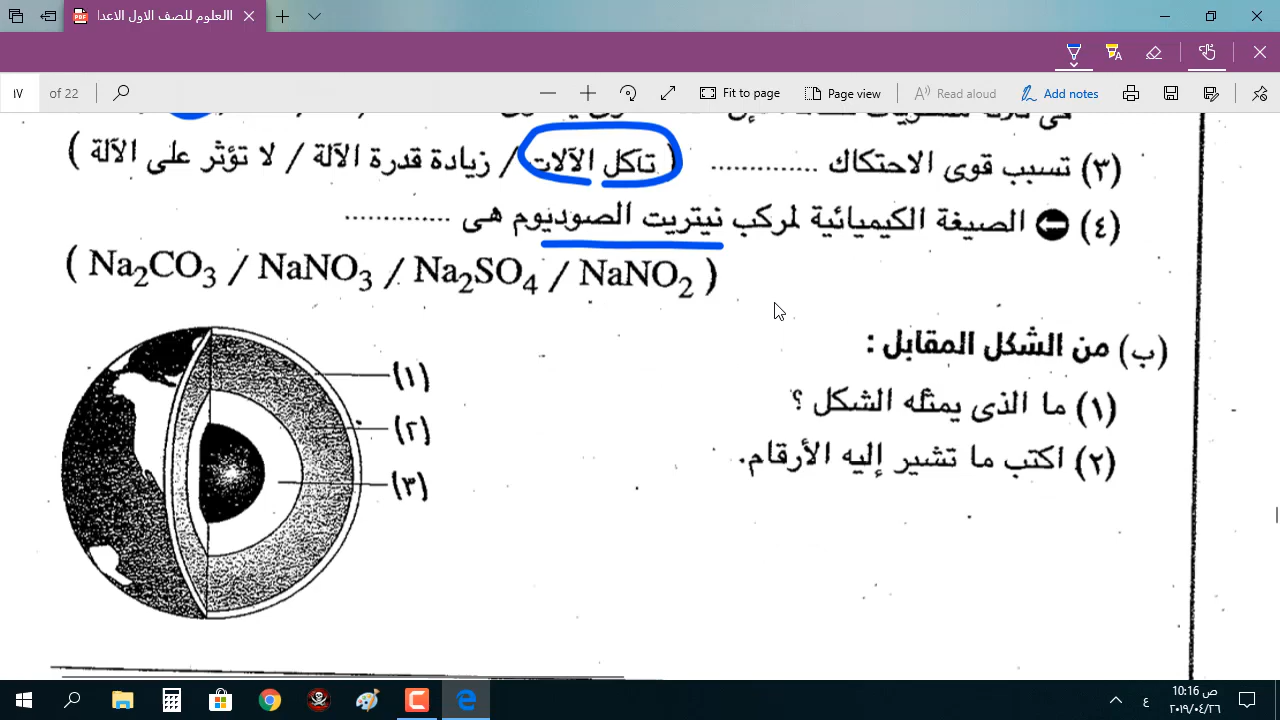 االعلوم للصف الاول الاعدا
IV of 22
Fit to page
Page view
Read aloud
Add notes
(٣) تسبب قوى الاحتكاك .............. ( تآكل الآلات / زيادة قدرة الآلة / لا تؤثر على الآلة )
(٤) الصيغة الكيميائية لمركب نيتريت الصوديوم هى ..............
( Na₂CO₃ / NaNO₃ / Na₂SO₄ / NaNO₂ )
(ب) من الشكل المقابل :
(١) ما الذى يمثله الشكل ؟
(٢) اكتب ما تشير إليه الأرقام.
(١)
(٢)
(٣)
ع
10:16 ص
٢٠١٩/٠٤/٢٦